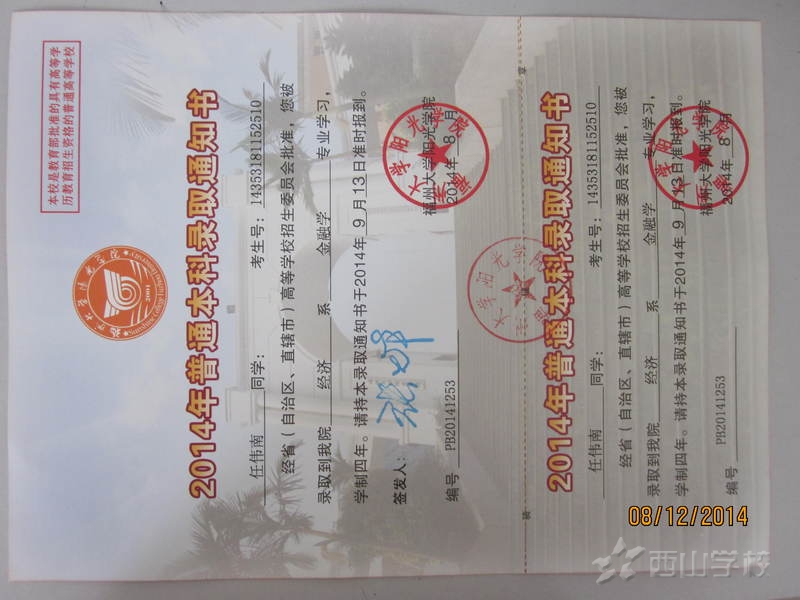 本校是教育部批准的具有高等学
历教育招生资格的普通高等学校
2001
2014年普通本科录取通知书
任伟南 同学： 考生号：14353181152510
经省（自治区、直辖市）高等学校招生委员会批准，您被
录取到我院 经济 系 金融学 专业学习，
学制四年。请持本录取通知书于2014年 9 月 13 日准时报到。
签发人：
福州大学阳光学院
2014年 8 月
编号 PB20141253
2014年普通本科录取通知书
任伟南 同学： 考生号：14353181152510
经省（自治区、直辖市）高等学校招生委员会批准，您被
录取到我院 经济 系 金融学 专业学习，
学制四年。请持本录取通知书于2014年 9 月 13 日准时报到。
福州大学阳光学院
2014年 8 月
编号 PB20141253
08/12/2014
西山学校